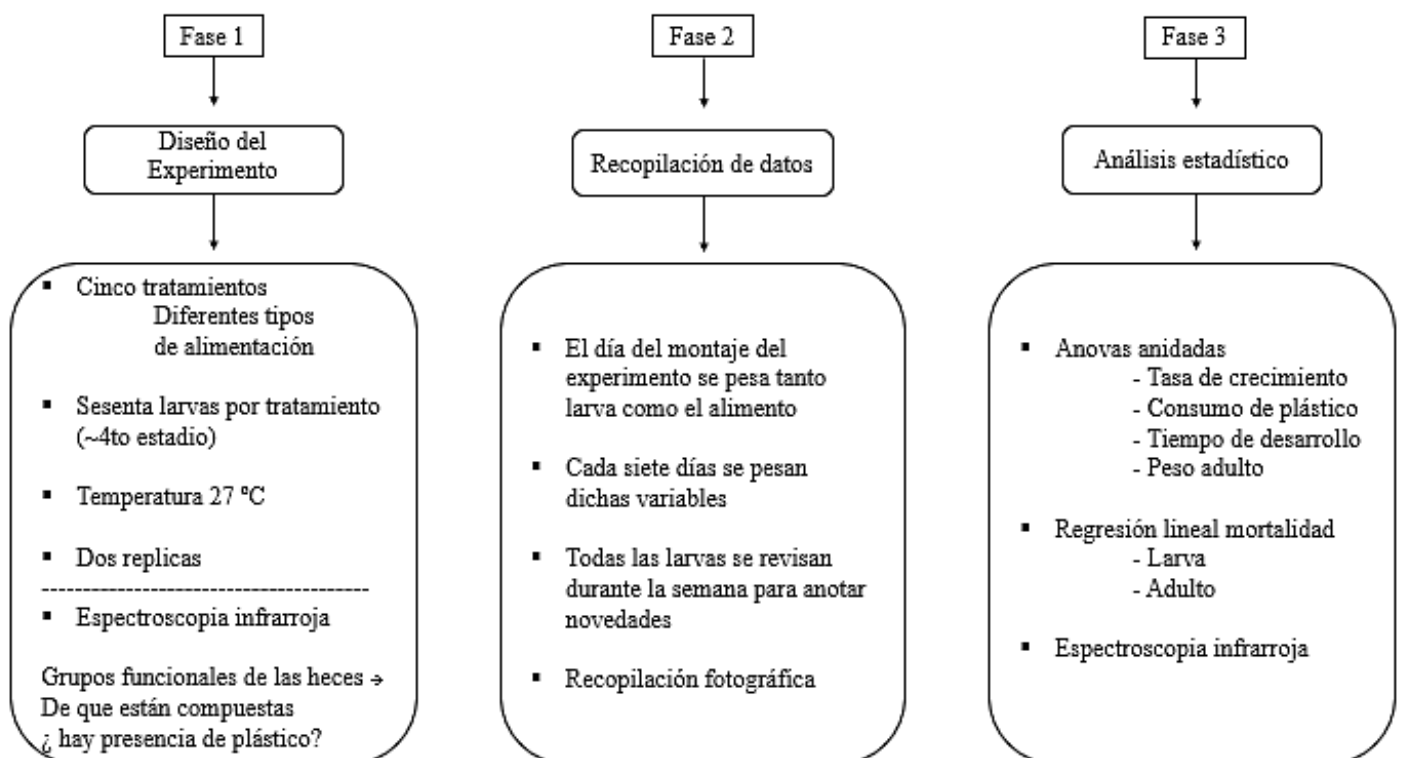 Fase 1
Diseño del
Experimento
▪ Cinco tratamientos
Diferentes tipos
de alimentación
▪ Sesenta larvas por tratamiento
(~4to estadio)
▪ Temperatura 27 °C
▪ Dos replicas
----------------------------------------
▪ Espectroscopia infrarroja
Grupos funcionales de las heces →
De que están compuestas
¿ hay presencia de plástico?
Fase 2
Recopilación de datos
▪ El día del montaje del
experimento se pesa tanto
larva como el alimento
▪ Cada siete días se pesan
dichas variables
▪ Todas las larvas se revisan
durante la semana para anotar
novedades
▪ Recopilación fotográfica
Fase 3
Análisis estadístico
▪ Anovas anidadas
- Tasa de crecimiento
- Consumo de plástico
- Tiempo de desarrollo
- Peso adulto
▪ Regresión lineal mortalidad
- Larva
- Adulto
▪ Espectroscopia infrarroja